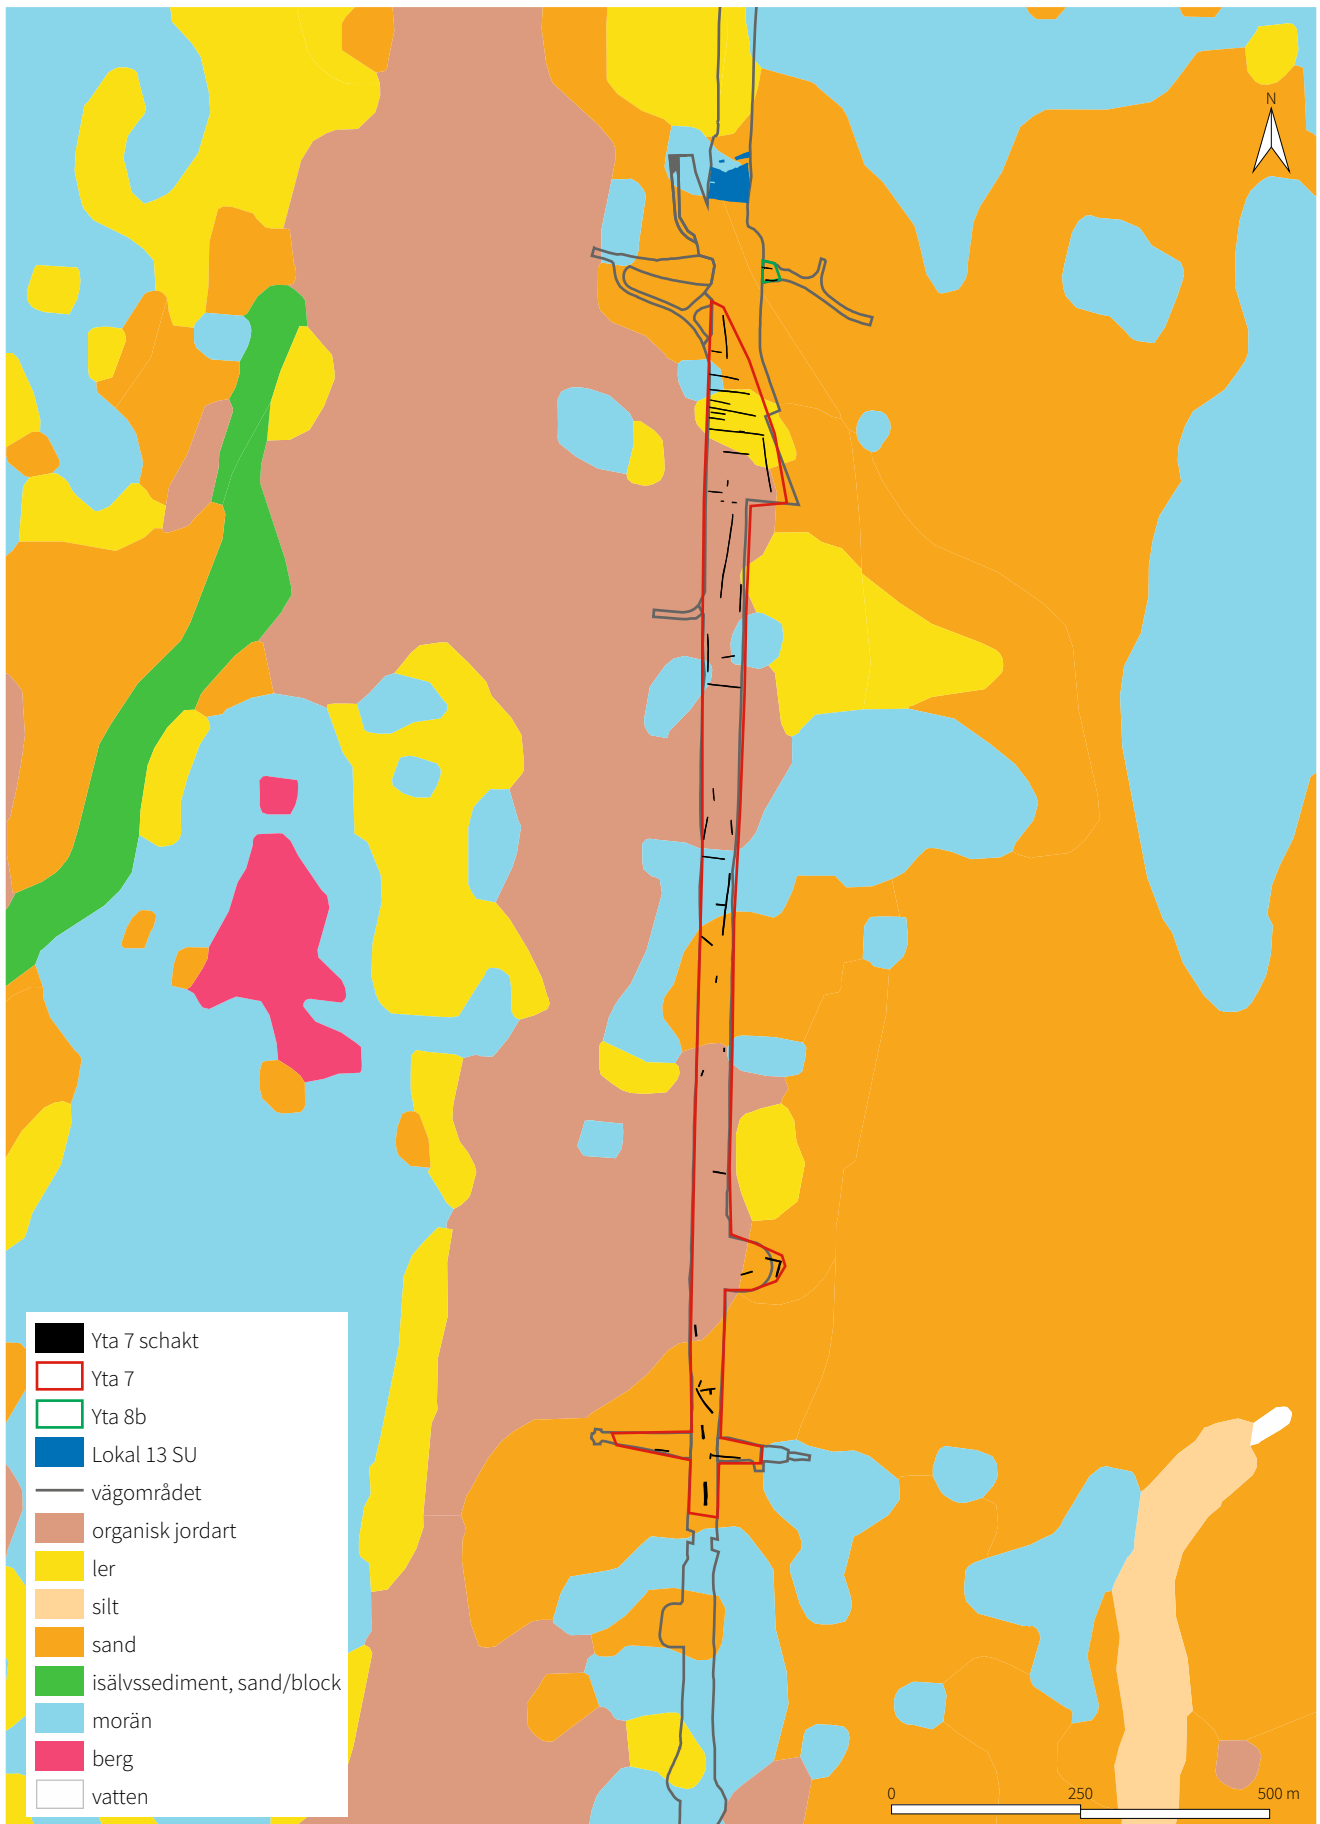 N
Yta 7 schakt
Yta 7
Yta 8b
Lokal 13 SU
vägområdet
organisk jordart
ler
silt
sand
isälvssediment, sand/block
morän
berg
vatten
0 250 500 m